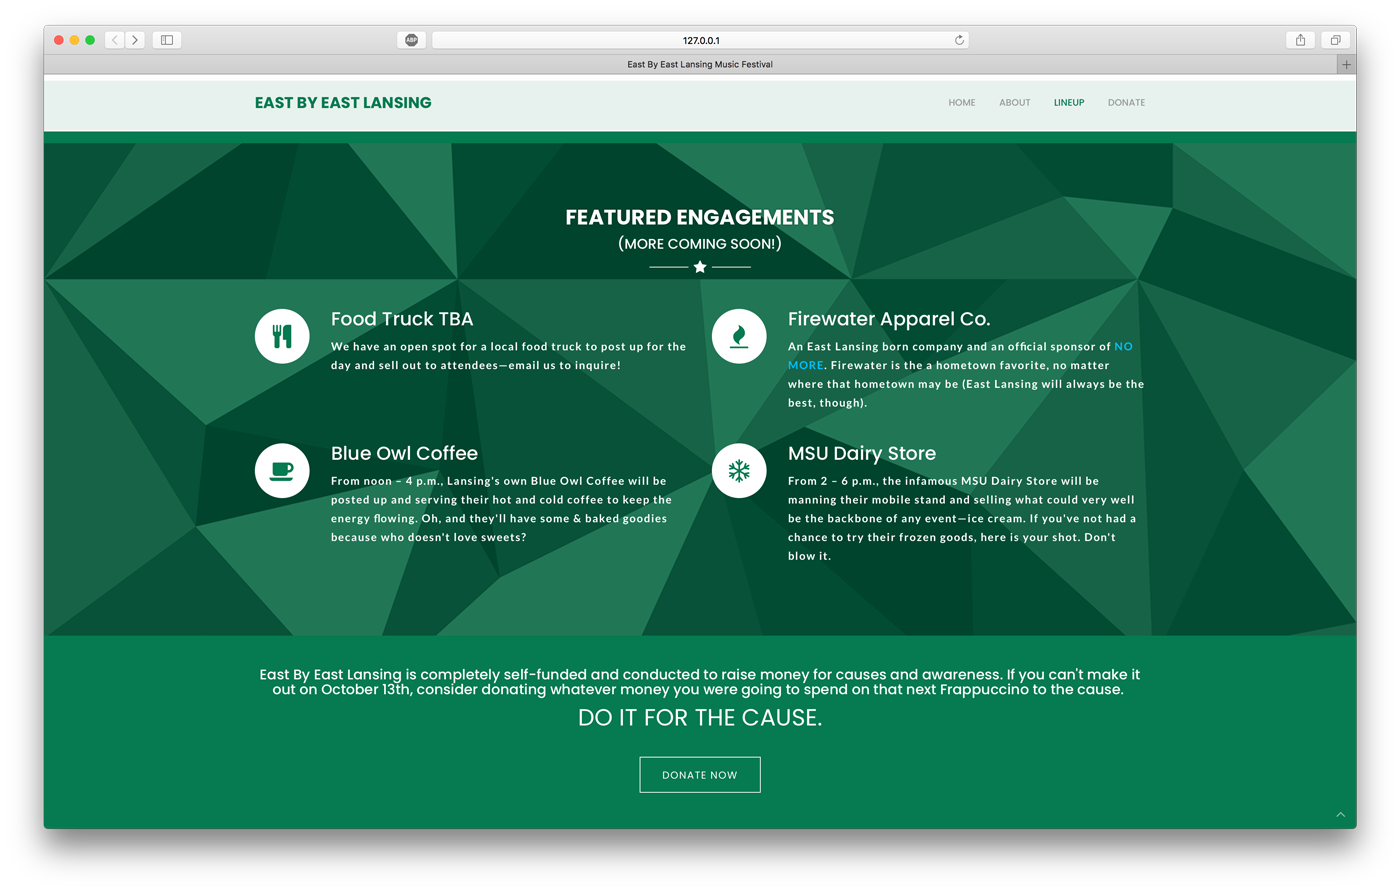 ABP
127.0.0.1
East By East Lansing Music Festival
EAST BY EAST LANSING
HOME ABOUT LINEUP DONATE
FEATURED ENGAGEMENTS
(MORE COMING SOON!)
Food Truck TBA
We have an open spot for a local food truck to post up for the
day and sell out to attendees—email us to inquire!
Firewater Apparel Co.
An East Lansing born company and an official sponsor of NO
MORE. Firewater is the a hometown favorite, no matter
where that hometown may be (East Lansing will always be the
best, though).
Blue Owl Coffee
From noon – 4 p.m., Lansing's own Blue Owl Coffee will be
posted up and serving their hot and cold coffee to keep the
energy flowing. Oh, and they'll have some & baked goodies
because who doesn't love sweets?
MSU Dairy Store
From 2 – 6 p.m., the infamous MSU Dairy Store will be
manning their mobile stand and selling what could very well
be the backbone of any event—ice cream. If you've not had a
chance to try their frozen goods, here is your shot. Don't
blow it.
East By East Lansing is completely self-funded and conducted to raise money for causes and awareness. If you can't make it
out on October 13th, consider donating whatever money you were going to spend on that next Frappuccino to the cause.
DO IT FOR THE CAUSE.
DONATE NOW